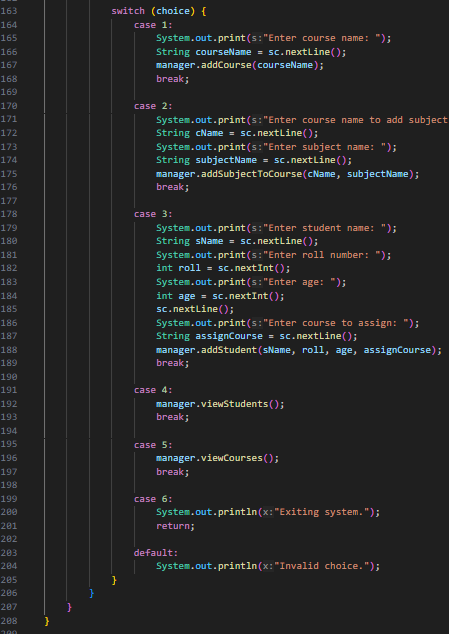 163 switch (choice) {
164 case 1:
165 System.out.print(s:"Enter course name: ");
166 String courseName = sc.nextLine();
167 manager.addCourse(courseName);
168 break;
169
170 case 2:
171 System.out.print(s:"Enter course name to add subject
172 String cName = sc.nextLine();
173 System.out.print(s:"Enter subject name: ");
174 String subjectName = sc.nextLine();
175 manager.addSubjectToCourse(cName, subjectName);
176 break;
177
178 case 3:
179 System.out.print(s:"Enter student name: ");
180 String sName = sc.nextLine();
181 System.out.print(s:"Enter roll number: ");
182 int roll = sc.nextInt();
183 System.out.print(s:"Enter age: ");
184 int age = sc.nextInt();
185 sc.nextLine();
186 System.out.print(s:"Enter course to assign: ");
187 String assignCourse = sc.nextLine();
188 manager.addStudent(sName, roll, age, assignCourse);
189 break;
190
191 case 4:
192 manager.viewStudents();
193 break;
194
195 case 5:
196 manager.viewCourses();
197 break;
198
199 case 6:
200 System.out.println(x:"Exiting system.");
201 return;
202
203 default:
204 System.out.println(x:"Invalid choice.");
205 }
206 }
207 }
208 }